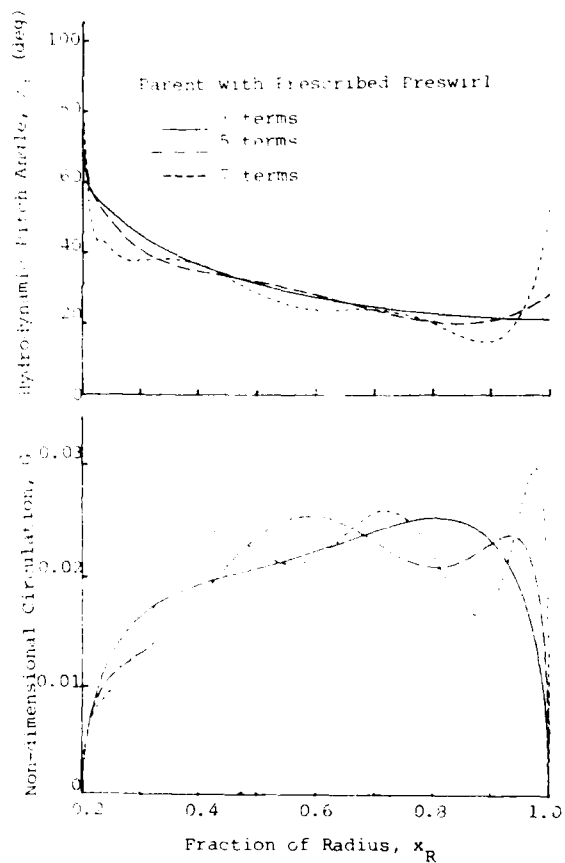 100
Parent with Prescribed Preswirl
terms
5 terms
7 terms
60
40
20
0
Hydrodynamic Pitch Angle, (deg)
0.03
0.02
0.01
0
Non-dimensional Circulation, G
0.2
0.4
0.6
0.8
1.0
Fraction of Radius, x_R